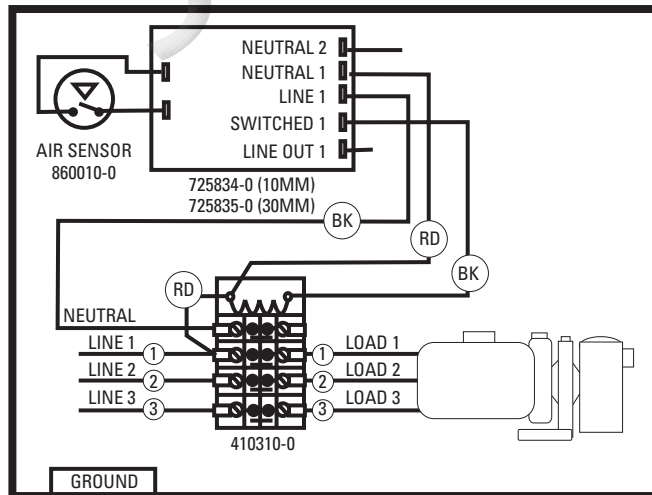 NEUTRAL 2
NEUTRAL 1
LINE 1
SWITCHED 1
LINE OUT 1
AIR SENSOR
860010-0
725834-0 (10MM)
725835-0 (30MM)
BK
RD
BK
RD
NEUTRAL
LINE 1
1
1
LOAD 1
LINE 2
2
2
LOAD 2
LINE 3
3
3
LOAD 3
410310-0
GROUND